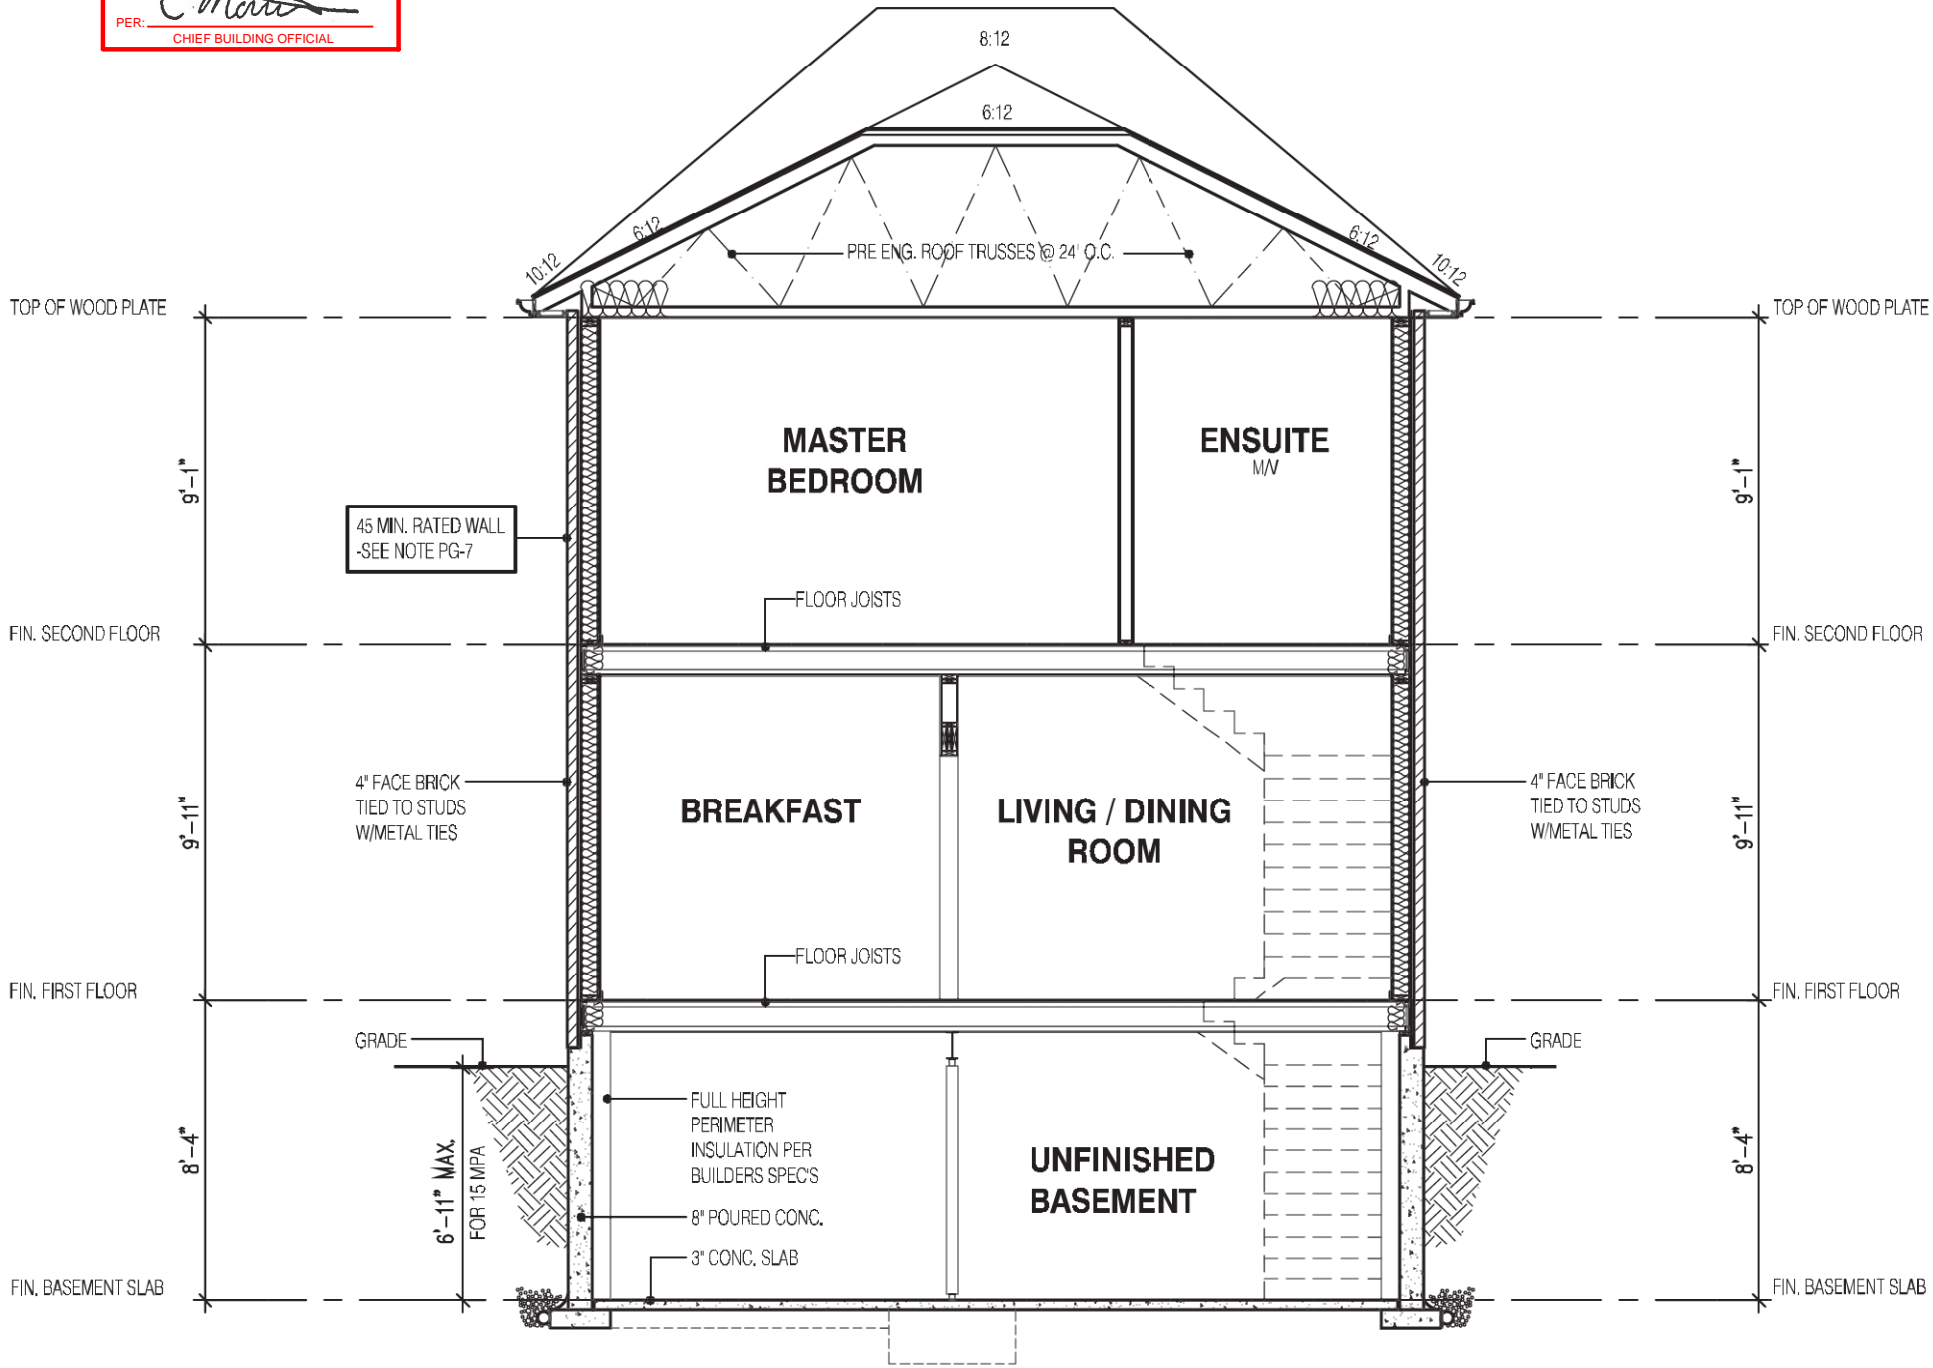 C. Mart
PER:
CHIEF BUILDING OFFICIAL
8:12
6:12
6:12
6:12
10:12
10:12
PRE ENG. ROOF TRUSSES @ 24' O.C.
TOP OF WOOD PLATE
TOP OF WOOD PLATE
MASTER
BEDROOM
ENSUITE
M/V
9'-1"
9'-1"
45 MIN. RATED WALL
-SEE NOTE PG-7
FLOOR JOISTS
FIN. SECOND FLOOR
FIN. SECOND FLOOR
4" FACE BRICK
TIED TO STUDS
W/METAL TIES
9'-11"
BREAKFAST
LIVING / DINING
ROOM
4" FACE BRICK
TIED TO STUDS
W/METAL TIES
9'-11"
FLOOR JOISTS
FIN. FIRST FLOOR
FIN. FIRST FLOOR
GRADE
GRADE
8'-4"
6'-11" MAX.
FOR 15 MPA
FULL HEIGHT
PERIMETER
INSULATION PER
BUILDERS SPEC'S
8" POURED CONC.
3" CONC. SLAB
UNFINISHED
BASEMENT
8'-4"
FIN. BASEMENT SLAB
FIN. BASEMENT SLAB